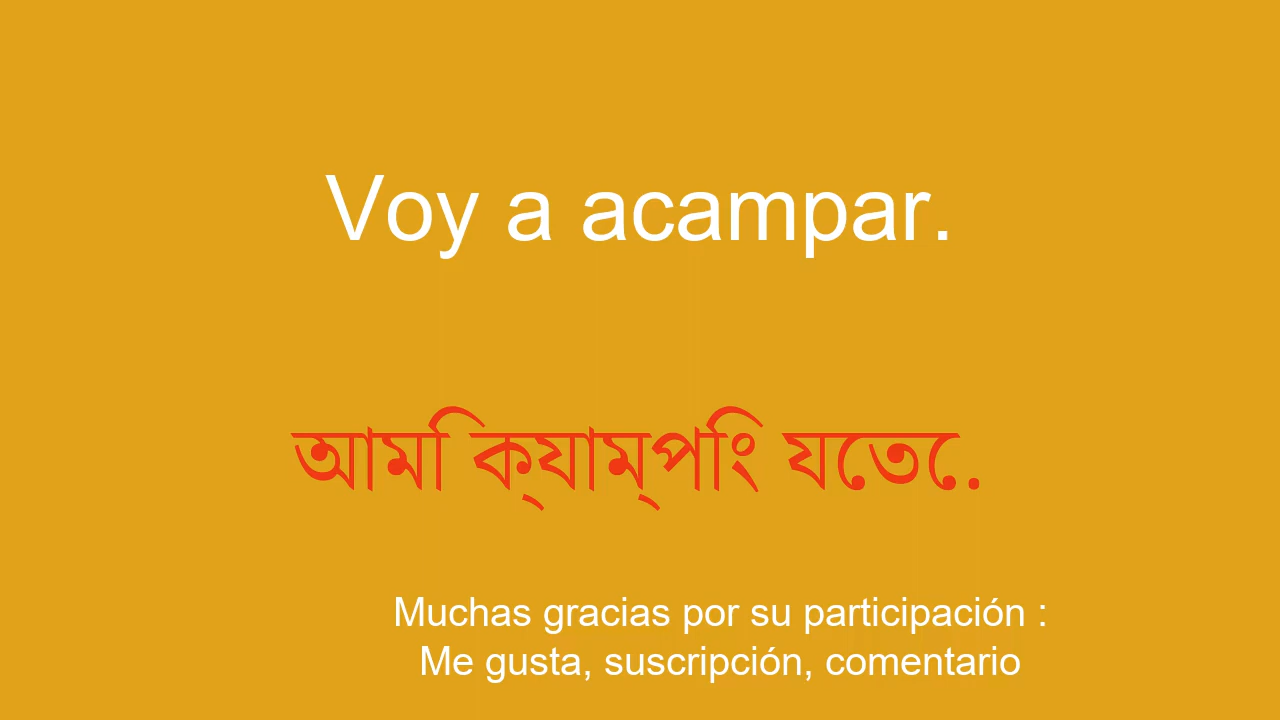 Voy a acampar.
আমি ক্যাম্পিং যেতে.
Muchas gracias por su participación :
Me gusta, suscripción, comentario